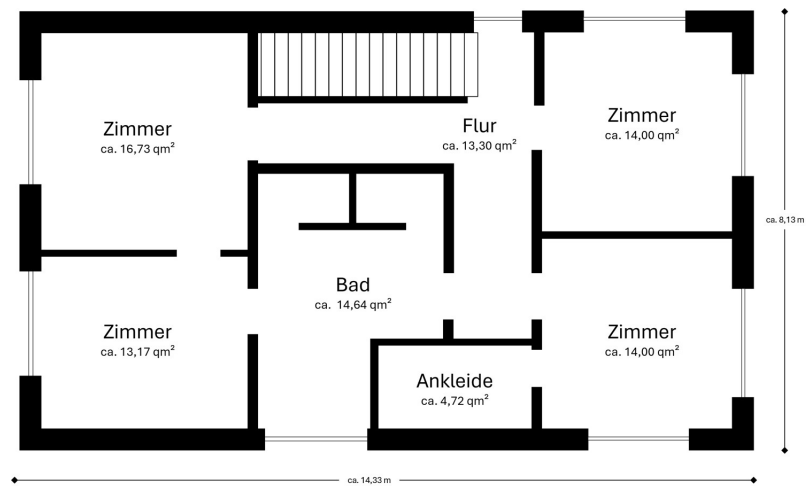 Zimmer
ca. 16,73 qm²
Flur
ca. 13,30 qm²
Zimmer
ca. 14,00 qm²
ca. 8,13 m
Bad
ca. 14,64 qm²
Zimmer
ca. 13,17 qm²
Zimmer
ca. 14,00 qm²
Ankleide
ca. 4,72 qm²
ca. 14,33 m